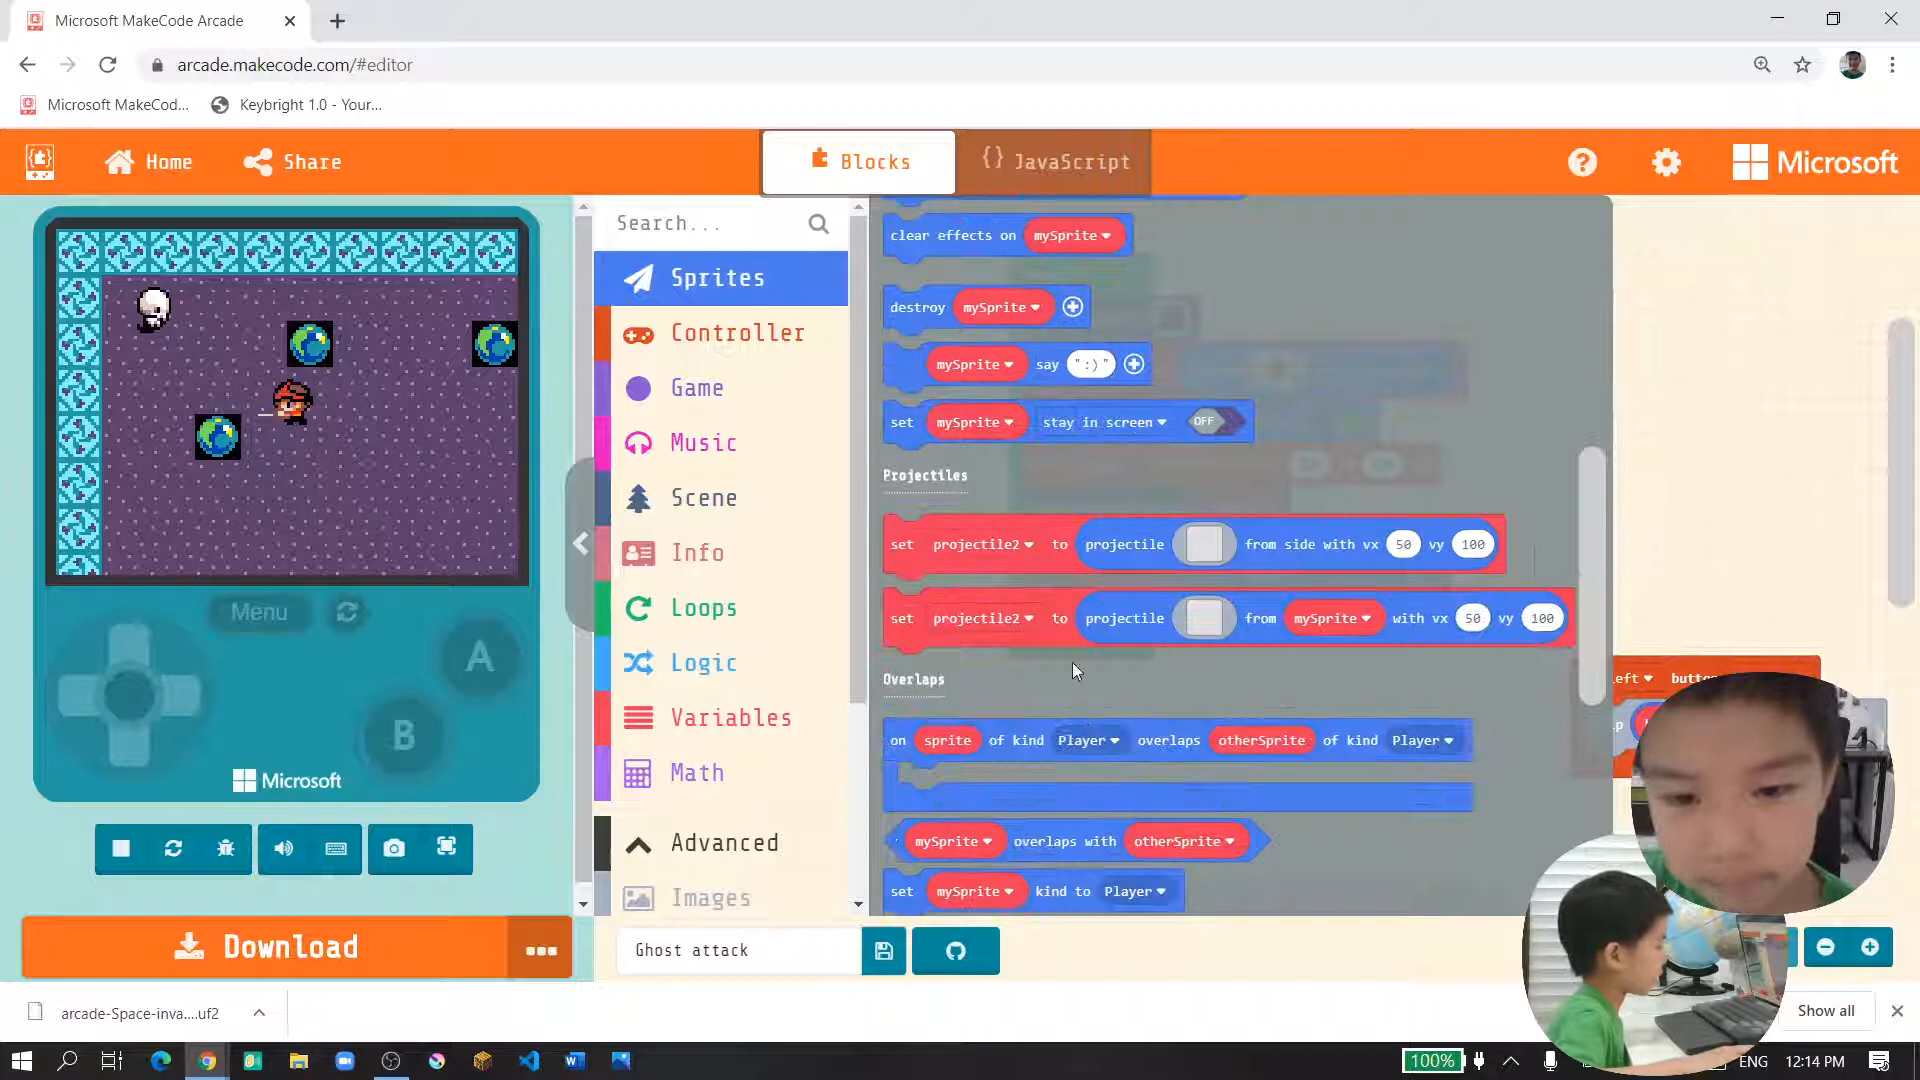 Microsoft MakeCode Arcade
arcade.makecode.com/#editor
Microsoft MakeCod...
Keybright 1.0 - Your...
Home
Share
Blocks
{} JavaScript
Microsoft
Search...
Sprites
Controller
Game
Music
Scene
Info
Loops
Logic
Variables
Math
Advanced
Images
clear effects on mySprite
destroy mySprite
mySprite say ":)"
set mySprite stay in screen OFF
Projectiles
set projectile2 to projectile from side with vx 50 vy 100
set projectile2 to projectile from mySprite with vx 50 vy 100
Overlaps
on sprite of kind Player overlaps otherSprite of kind Player
mySprite overlaps with otherSprite
set mySprite kind to Player
Menu
A
B
Microsoft
Download
Ghost attack
arcade-Space-inva....uf2
Show all
100%
ENG
12:14 PM